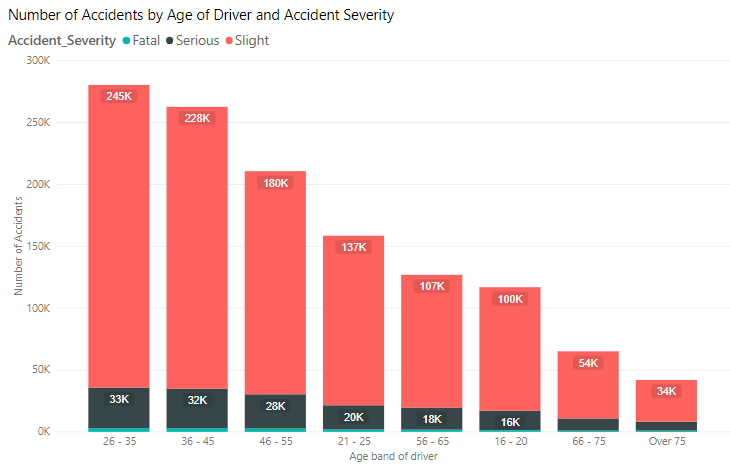 Number of Accidents by Age of Driver and Accident Severity
Accident_Severity Fatal Serious Slight
300K
250K
200K
150K
100K
50K
0K
Number of Accidents
245K
228K
180K
137K
107K
100K
54K
34K
33K
32K
28K
20K
18K
16K
26 - 35
36 - 45
46 - 55
21 - 25
56 - 65
16 - 20
66 - 75
Over 75
Age band of driver